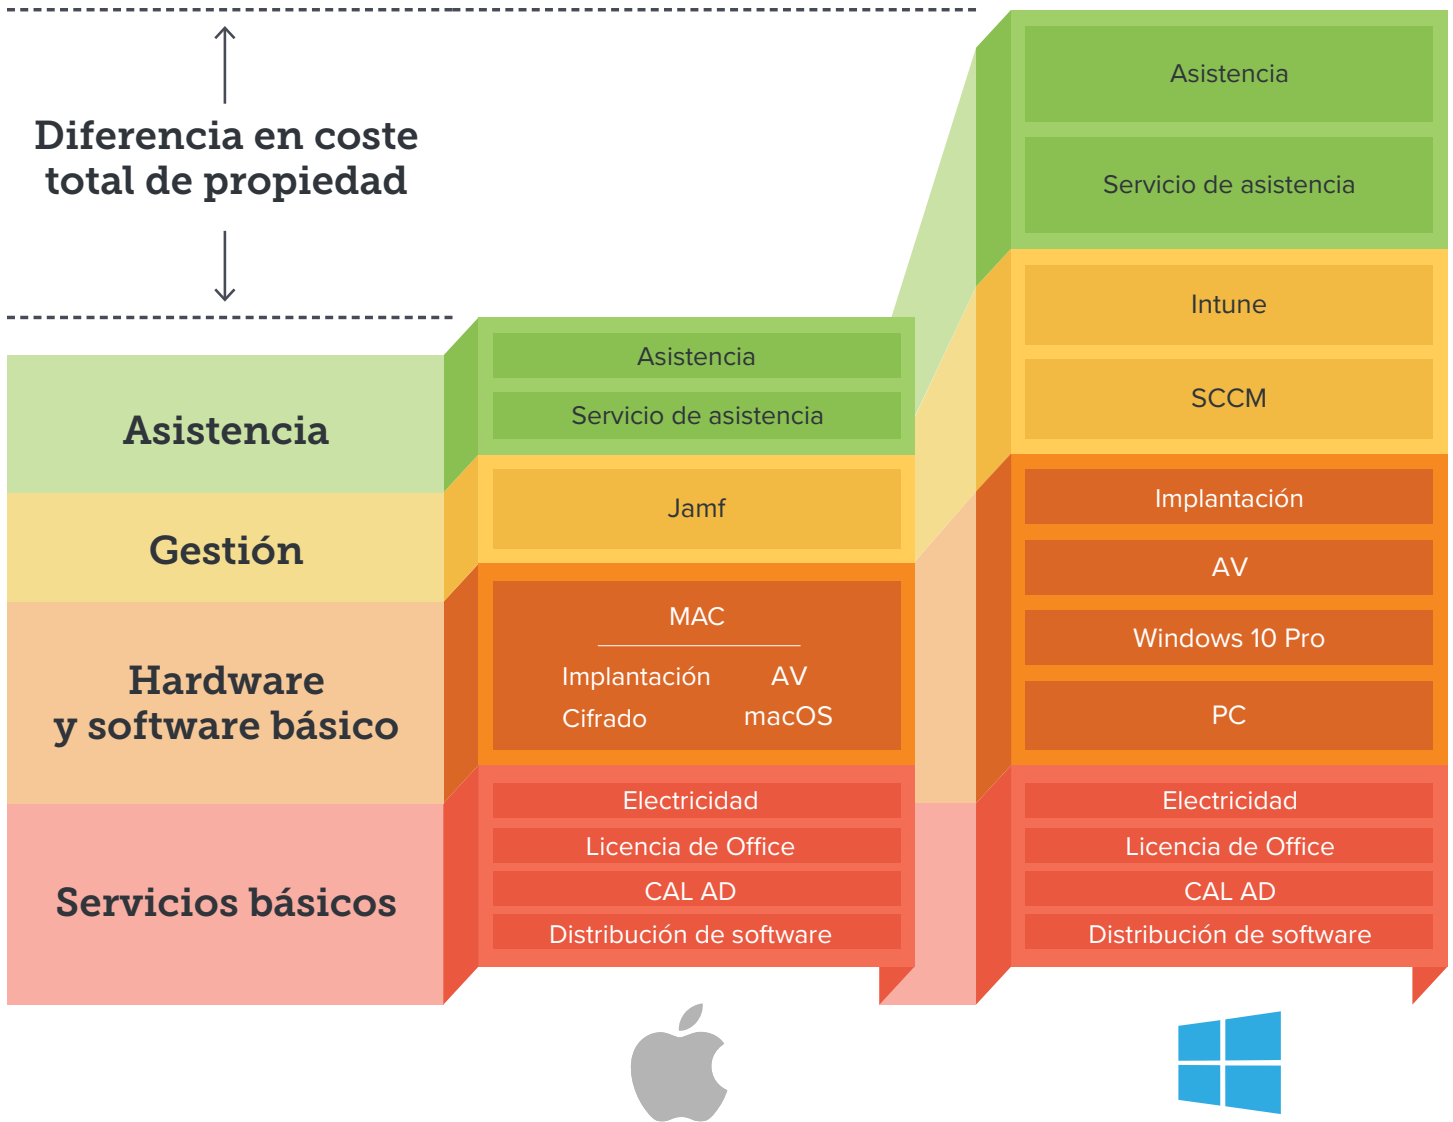 Diferencia en coste
total de propiedad
Asistencia
Gestión
Hardware
y software básico
Servicios básicos
Asistencia
Servicio de asistencia
Jamf
MAC
Implantación AV
Cifrado macOS
Electricidad
Licencia de Office
CAL AD
Distribución de software
Asistencia
Servicio de asistencia
Intune
SCCM
Implantación
AV
Windows 10 Pro
PC
Electricidad
Licencia de Office
CAL AD
Distribución de software